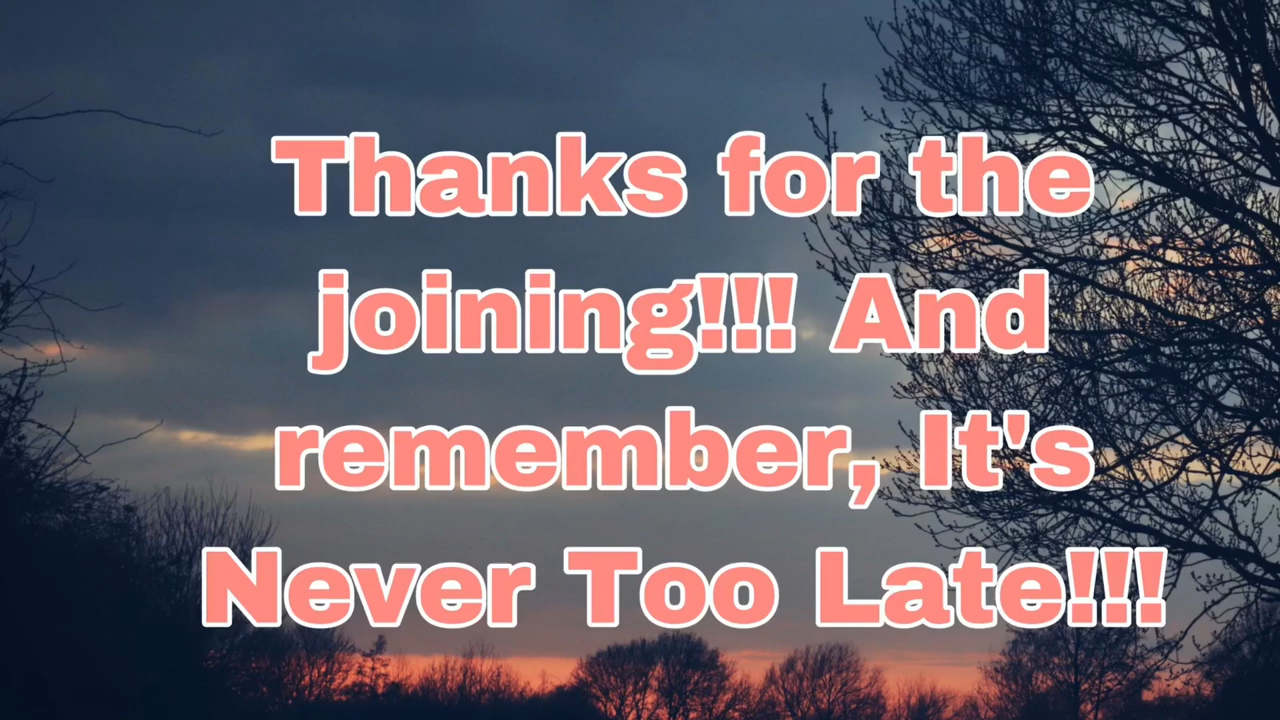 Thanks for the
joining!!! And
remember, It's
Never Too Late!!!